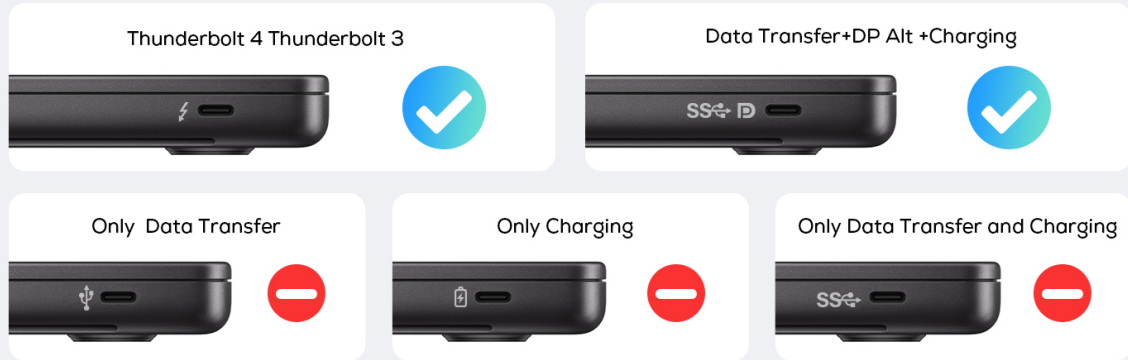 Thunderbolt 4 Thunderbolt 3
Data Transfer+DP Alt +Charging
SS D
Only Data Transfer
Only Charging
Only Data Transfer and Charging
SS